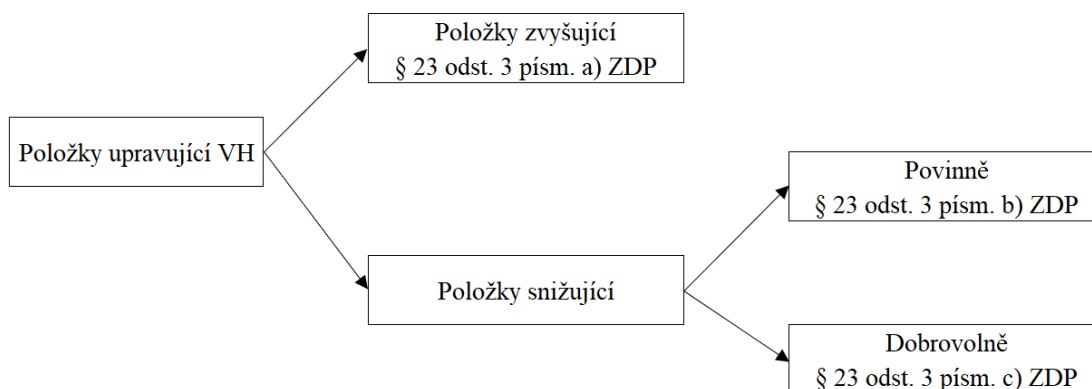 Položky zvyšující
§ 23 odst. 3 písm. a) ZDP
Položky upravující VH
Povinně
§ 23 odst. 3 písm. b) ZDP
Položky snižující
Dobrovolně
§ 23 odst. 3 písm. c) ZDP